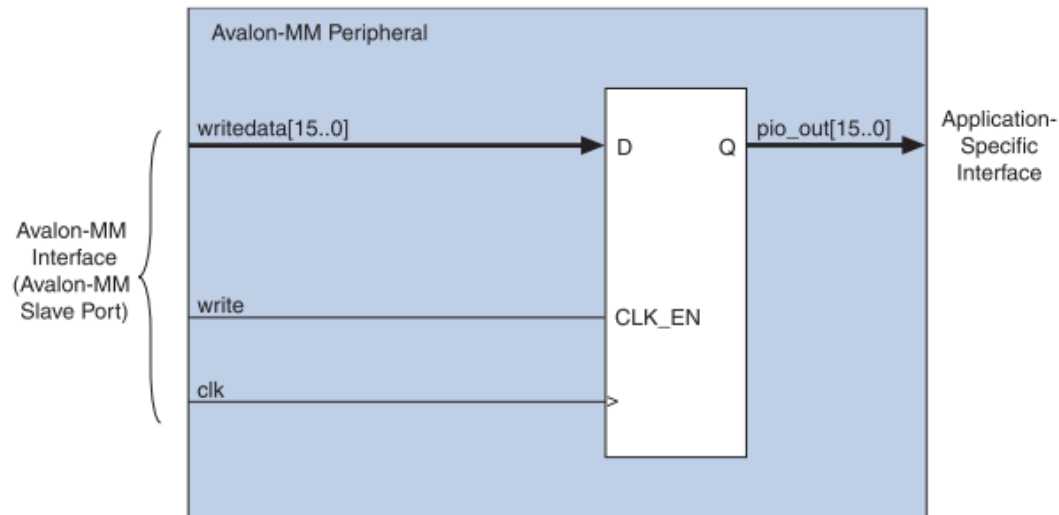 Avalon-MM Peripheral
writedata[15..0]
D
Q
pio_out[15..0]
Application-
Specific
Interface
Avalon-MM
Interface
(Avalon-MM
Slave Port)
write
CLK_EN
clk
>